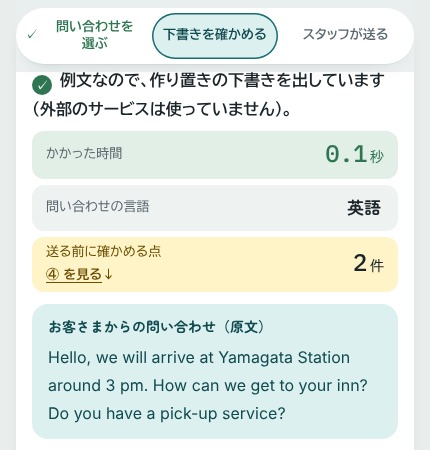 ✓ 問い合わせを
選ぶ
下書きを確かめる
スタッフが送る
✓ 例文なので、作り置きの下書きを出しています
(外部のサービスは使っていません)。
かかった時間
0.1秒
問い合わせの言語
英語
送る前に確かめる点
④ を見る↓
2件
お客さまからの問い合わせ（原文）
Hello, we will arrive at Yamagata Station
around 3 pm. How can we get to your inn?
Do you have a pick-up service?